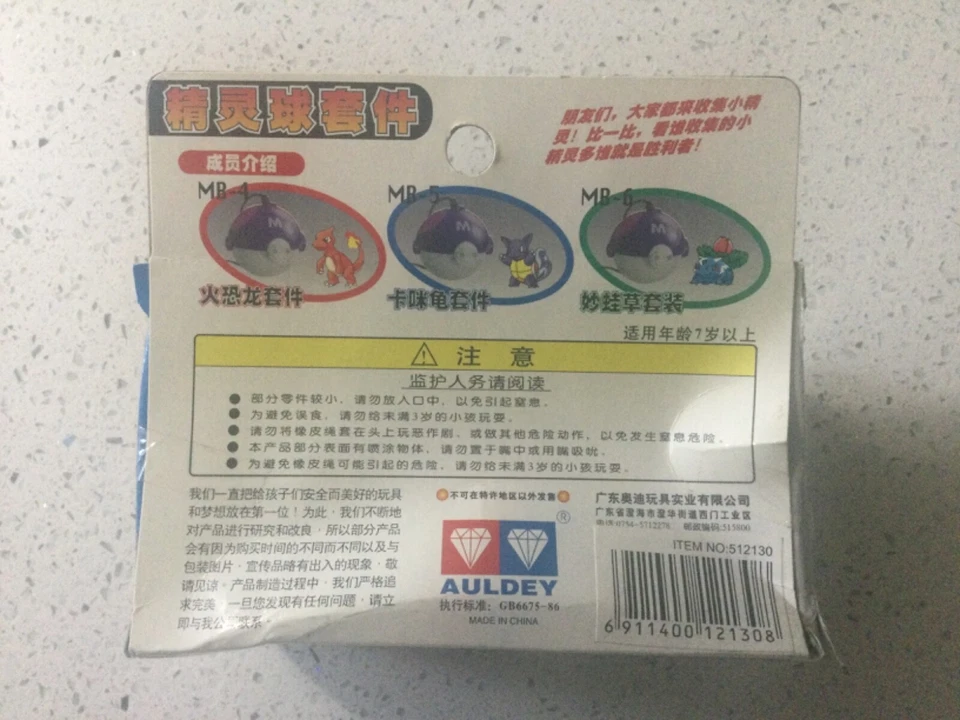 精灵球套件
朋友们，大家都来收集小精
灵！比一比，看谁收集的小
精灵多谁就是胜利者！
成员介绍
MB-4
MB-5
MB-6
M
M
M
火恐龙套件
卡咪龟套件
妙蛙草套装
适用年龄7岁以上
注意
监护人务请阅读
● 部分零件较小，请勿放入口中，以免引起窒息。
● 为避免误食，请勿给未满3岁的小孩玩耍。
● 请勿将橡皮绳套在头上玩恶作剧、或做其他危险动作，以免发生窒息危险。
● 本产品部分表面有喷涂物体，请勿置于嘴中或用嘴吸吮。
● 为避免橡皮绳可能引起的危险，请勿给未满3岁的小孩玩耍。
我们一直把给孩子们安全而美好的玩具
和梦想放在第一位！为此，我们不断地
对产品进行研究和改良，所以部分产品
会有因为购买时间的不同而不同以及与
包装图片，宣传品略有出入的现象，敬
请见谅。产品制造过程中，我们严格追
求完美，一旦您发现有任何问题，请立
即与我公司联系。
不可在特许地区以外发售
®
AULDEY
执行标准：GB6675-86
MADE IN CHINA
广东奥迪玩具实业有限公司
广东省澄海市澄华街道西门工业区
邮政编码:515800
ITEM NO:512130
6 911400 121308